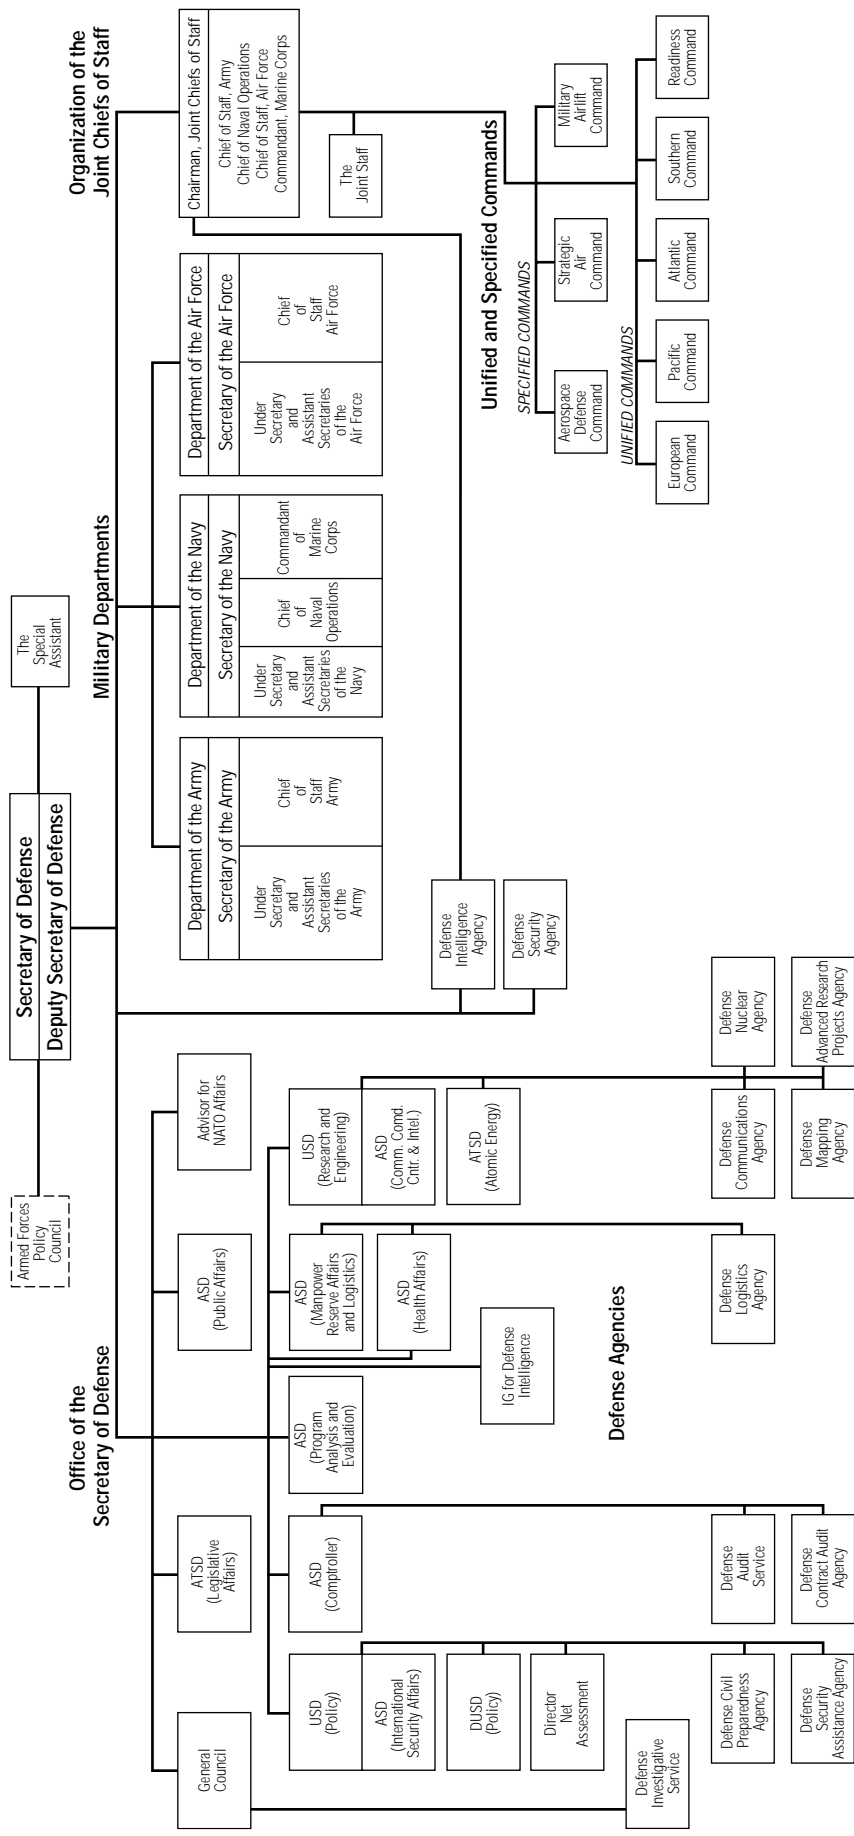 Armed Forces
Policy
Council
Secretary of Defense
Deputy Secretary of Defense
The
Special
Assistant
Office of the
Secretary of Defense
General
Council
ATSD
(Legislative
Affairs)
ASD
(Public Affairs)
Advisor for
NATO Affairs
USD
(Policy)
ASD
(International
Security Affairs)
DUSD
(Policy)
Director
Net
Assessment
ASD
(Comptroller)
ASD
(Program
Analysis and
Evaluation)
ASD
(Manpower
Reserve Affairs
and Logistics)
ASD
(Health Affairs)
IG for Defense
Intelligence
USD
(Research and
Engineering)
ASD
(Comm. Comd.
Cntr. & Intel.)
ATSD
(Atomic Energy)
Defense Agencies
Defense
Investigative
Service
Defense Civil
Preparedness
Agency
Defense
Security
Assistance Agency
Defense
Audit
Service
Defense
Contract Audit
Agency
Defense
Logistics
Agency
Defense
Communications
Agency
Defense
Nuclear
Agency
Defense
Mapping
Agency
Defense
Advanced Research
Projects Agency
Defense
Intelligence
Agency
Defense
Security
Agency
Military Departments
Department of the Army
Secretary of the Army
Under
Secretary
and
Assistant
Secretaries
of the
Army
Chief
of
Staff
Army
Department of the Navy
Secretary of the Navy
Under
Secretary
and
Assistant
Secretaries
of the
Navy
Chief
of
Naval
Operations
Commandant
of
Marine
Corps
Department of the Air Force
Secretary of the Air Force
Under
Secretary
and
Assistant
Secretaries
of the
Air Force
Chief
of
Staff
Air Force
Organization of the
Joint Chiefs of Staff
Chairman, Joint Chiefs of Staff
Chief of Staff, Army
Chief of Naval Operations
Chief of Staff, Air Force
Commandant, Marine Corps
The
Joint Staff
Unified and Specified Commands
SPECIFIED COMMANDS
Aerospace
Defense
Command
Strategic
Air
Command
Military
Airlift
Command
UNIFIED COMMANDS
European
Command
Pacific
Command
Atlantic
Command
Southern
Command
Readiness
Command